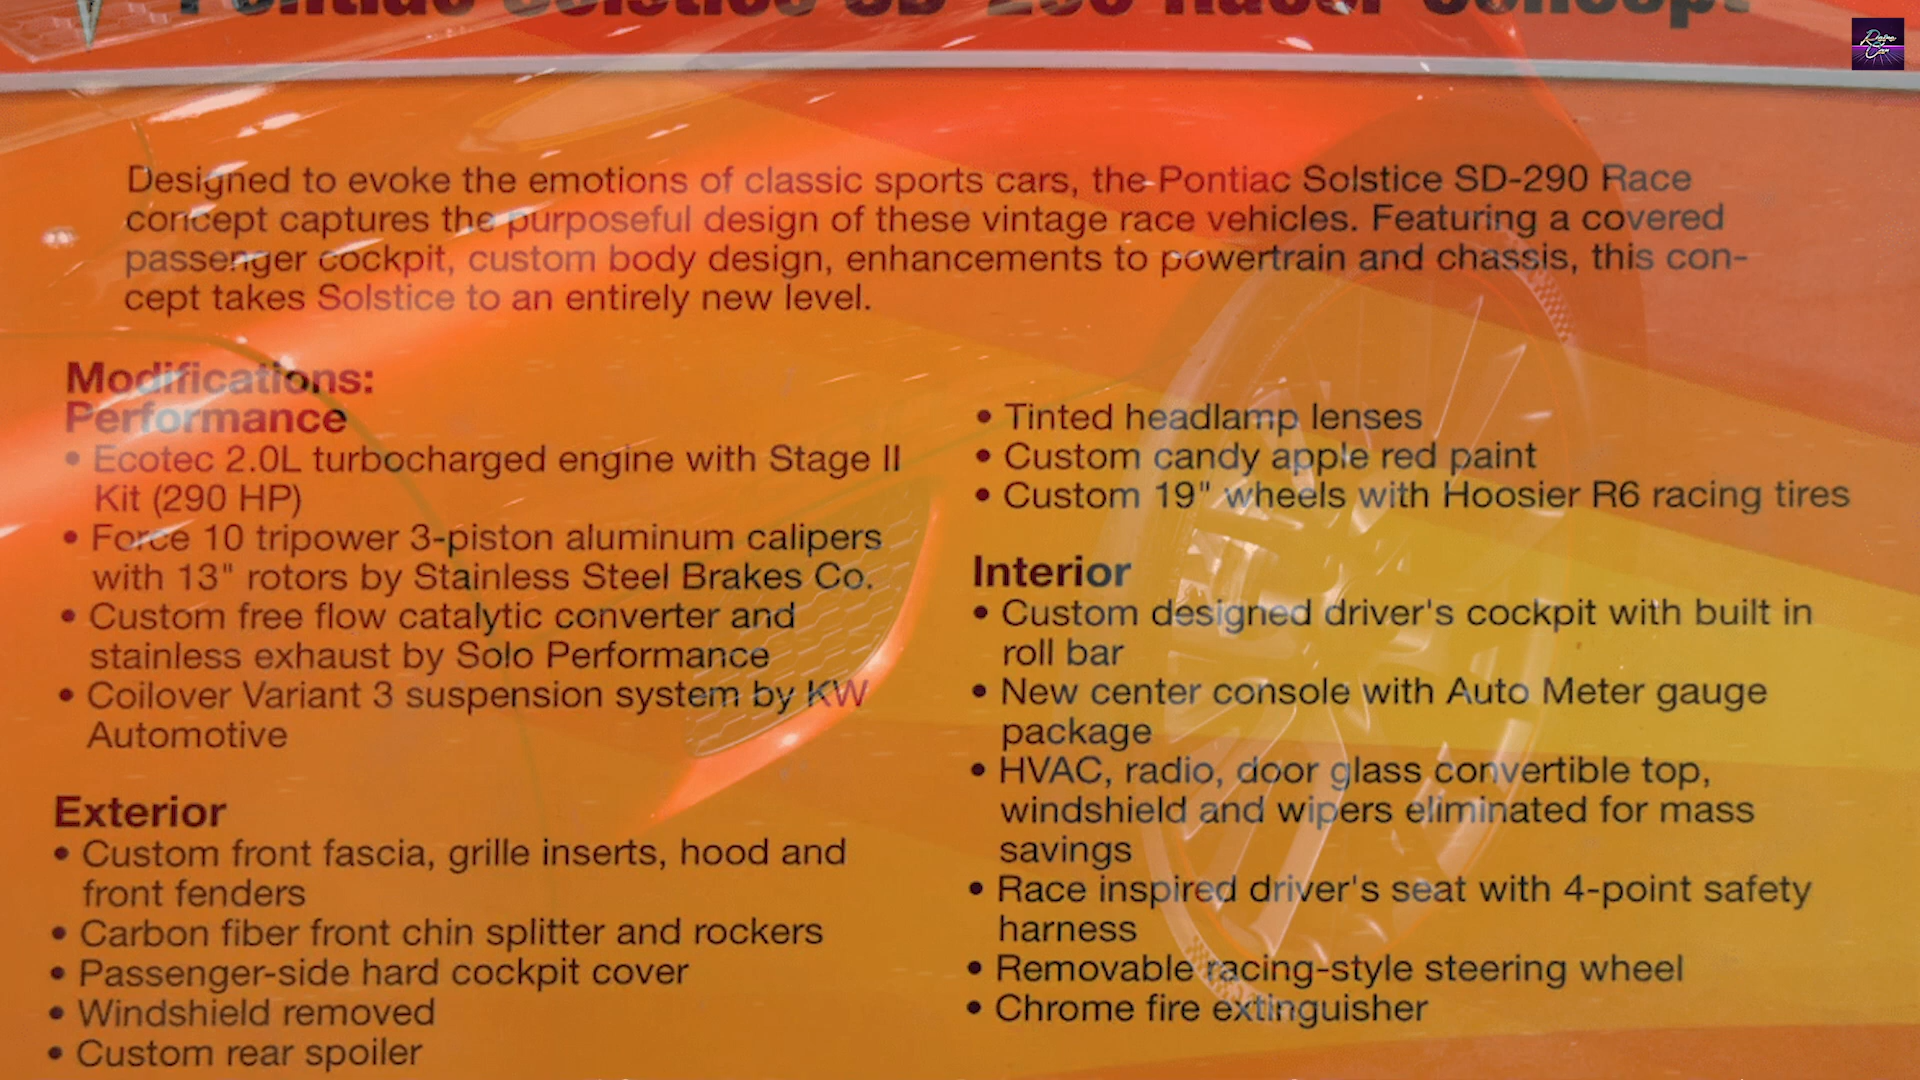 Pontiac Solstice SD-290 Racer Concept
Designed to evoke the emotions of classic sports cars, the Pontiac Solstice SD-290 Race
concept captures the purposeful design of these vintage race vehicles. Featuring a covered
passenger cockpit, custom body design, enhancements to powertrain and chassis, this con-
cept takes Solstice to an entirely new level.
Modifications:
Performance
• Ecotec 2.0L turbocharged engine with Stage II
Kit (290 HP)
• Force 10 tripower 3-piston aluminum calipers
with 13" rotors by Stainless Steel Brakes Co.
• Custom free flow catalytic converter and
stainless exhaust by Solo Performance
• Coilover Variant 3 suspension system by KW
Automotive
Exterior
• Custom front fascia, grille inserts, hood and
front fenders
• Carbon fiber front chin splitter and rockers
• Passenger-side hard cockpit cover
• Windshield removed
• Custom rear spoiler
• Tinted headlamp lenses
• Custom candy apple red paint
• Custom 19" wheels with Hoosier R6 racing tires
Interior
• Custom designed driver's cockpit with built in
roll bar
• New center console with Auto Meter gauge
package
• HVAC, radio, door glass convertible top,
windshield and wipers eliminated for mass
savings
• Race inspired driver's seat with 4-point safety
harness
• Removable racing-style steering wheel
• Chrome fire extinguisher